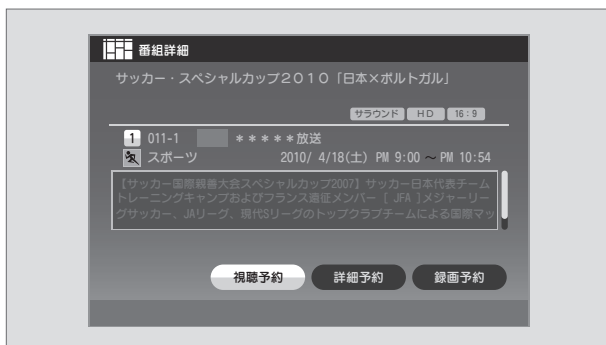 番組詳細
サッカー・スペシャルカップ2010「日本×ポルトガル」
サラウンド HD 16:9
1 011-1 *****放送
スポーツ 2010/ 4/18(土) PM 9:00 ~ PM 10:54
【サッカー国際親善大会スペシャルカップ2007】サッカー日本代表チーム
トレーニングキャンプおよびフランス遠征メンバー [ JFA ]メジャーリー
グサッカー、JAリーグ、現代Sリーグのトップクラブチームによる国際マッ
視聴予約 詳細予約 録画予約